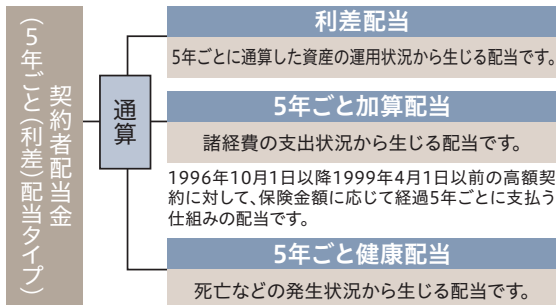 契約者配当金
（5年ごと（利差）配当タイプ）
通算
利差配当
5年ごとに通算した資産の運用状況から生じる配当です。
5年ごと加算配当
諸経費の支出状況から生じる配当です。
1996年10月1日以降1999年4月1日以前の高額契
約に対して、保険金額に応じて経過5年ごとに支払う
仕組みの配当です。
5年ごと健康配当
死亡などの発生状況から生じる配当です。